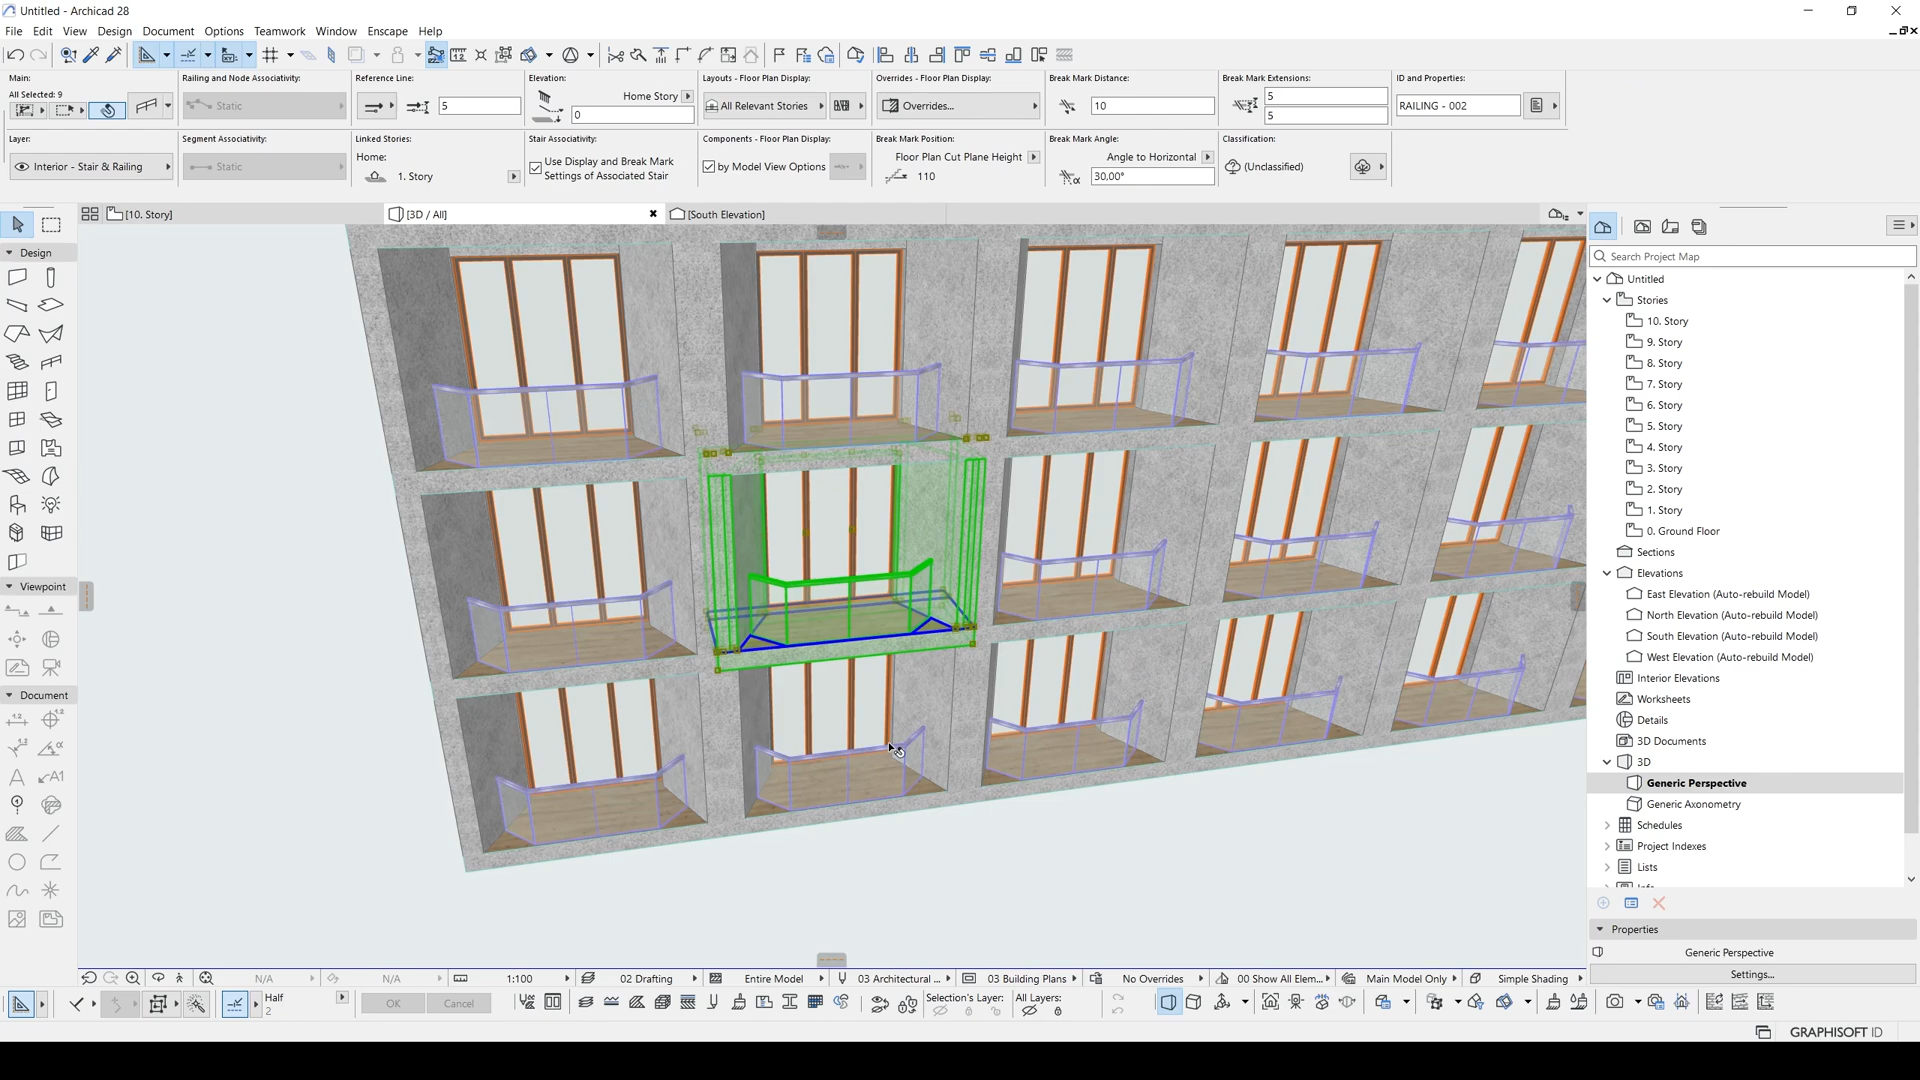 Untitled - Archicad 28
File Edit View Design Document Options Teamwork Window Enscape Help
Main: Railing and Node Associativity: Reference Line: Elevation: Layouts - Floor Plan Display: Overrides - Floor Plan Display: Break Mark Distance: Break Mark Extensions: ID and Properties:
All Selected: 9
Static
5
Home Story
0
All Relevant Stories
Overrides...
10
5
5
RAILING - 002
Layer: Segment Associativity: Linked Stories: Stair Associativity: Components - Floor Plan Display: Break Mark Position: Break Mark Angle: Classification:
Interior - Stair & Railing
Static
Home:
1. Story
Use Display and Break Mark
Settings of Associated Stair
by Model View Options
Floor Plan Cut Plane Height
110
Angle to Horizontal
30,00°
(Unclassified)
[10. Story]
[3D / All]
[South Elevation]
Design
Viewpoint
Document
Search Project Map
Untitled
Stories
10. Story
9. Story
8. Story
7. Story
6. Story
5. Story
4. Story
3. Story
2. Story
1. Story
0. Ground Floor
Sections
Elevations
East Elevation (Auto-rebuild Model)
North Elevation (Auto-rebuild Model)
South Elevation (Auto-rebuild Model)
West Elevation (Auto-rebuild Model)
Interior Elevations
Worksheets
Details
3D Documents
3D
Generic Perspective
Generic Axonometry
Schedules
Project Indexes
Lists
Properties
Generic Perspective
Settings...
N/A N/A 1:100 02 Drafting Entire Model 03 Architectural ... 03 Building Plans No Overrides 00 Show All Elem... Main Model Only Simple Shading
Half
2
OK Cancel
Selection's Layer: All Layers:
GRAPHISOFT ID